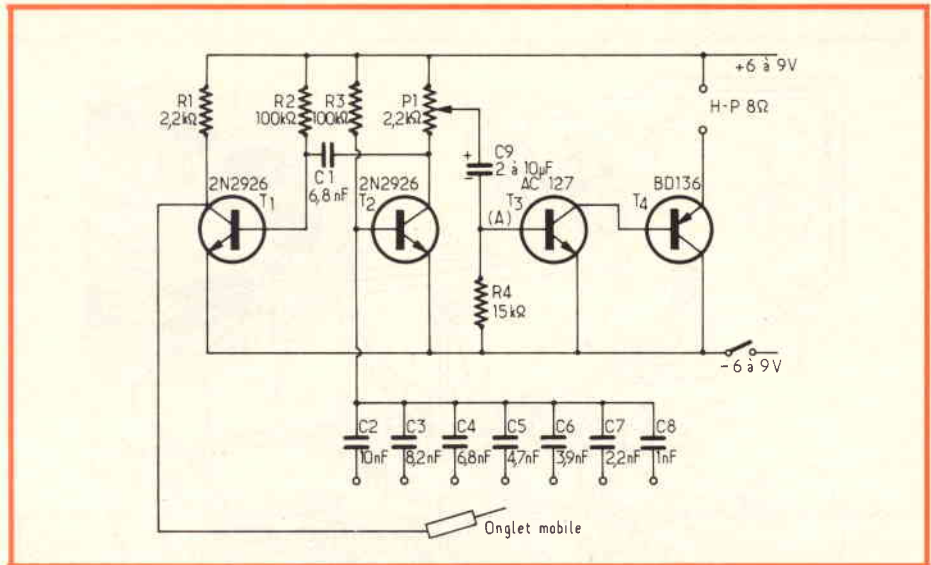 +6 à 9V
R1
2,2kΩ
R2
100kΩ
R3
100kΩ
P1
2,2kΩ
H-P 8Ω
C1
6,8nF
C9
2 à 10µF
2N2926
T1
2N2926
T2
AC 127
T3
(A)
BD136
T4
R4
15kΩ
-6 à 9V
C2
10nF
C3
8,2nF
C4
6,8nF
C5
4,7nF
C6
3,9nF
C7
2,2nF
C8
1nF
Onglet mobile